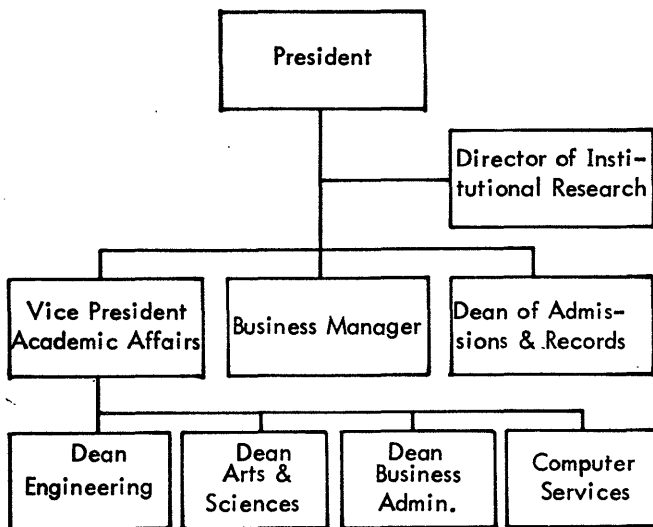 President
Director of Insti-
tutional Research
Vice President
Academic Affairs
Business Manager
Dean of Admis-
sions & Records
Dean
Engineering
Dean
Arts &
Sciences
Dean
Business
Admin.
Computer
Services